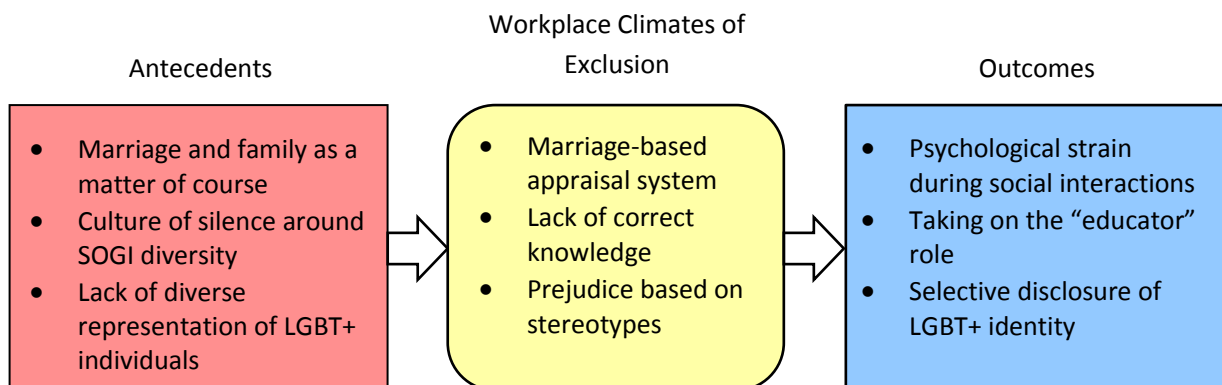 Antecedents
• Marriage and family as a
matter of course
• Culture of silence around
SOGI diversity
• Lack of diverse
representation of LGBT+
individuals
Workplace Climates of
Exclusion
• Marriage-based
appraisal system
• Lack of correct
knowledge
• Prejudice based on
stereotypes
Outcomes
• Psychological strain
during social interactions
• Taking on the “educator”
role
• Selective disclosure of
LGBT+ identity